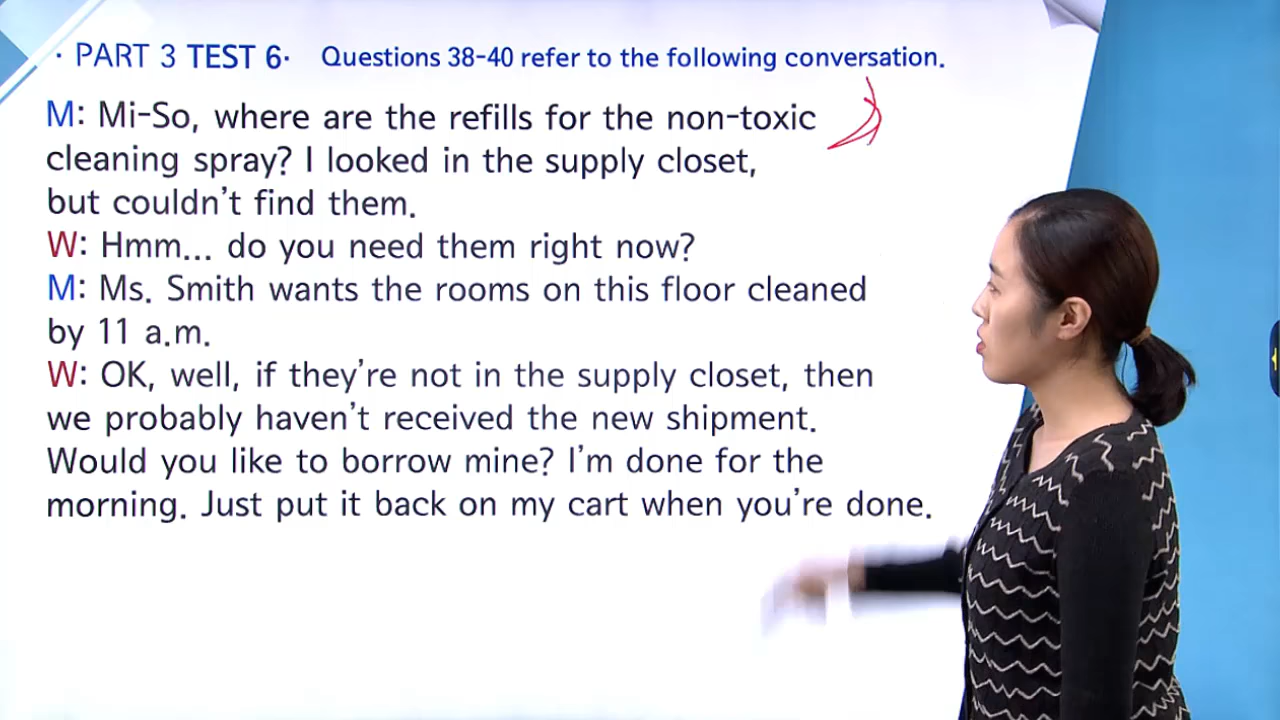 · PART 3 TEST 6· Questions 38-40 refer to the following conversation.
M: Mi-So, where are the refills for the non-toxic
cleaning spray? I looked in the supply closet,
but couldn't find them.
W: Hmm... do you need them right now?
M: Ms. Smith wants the rooms on this floor cleaned
by 11 a.m.
W: OK, well, if they're not in the supply closet, then
we probably haven't received the new shipment.
Would you like to borrow mine? I'm done for the
morning. Just put it back on my cart when you're done.